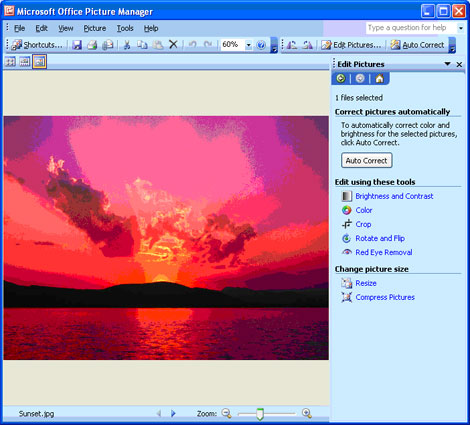 Microsoft Office Picture Manager
File Edit View Picture Tools Help
Type a question for help
Shortcuts... 60% Edit Pictures... Auto Correct
Edit Pictures
1 files selected
Correct pictures automatically
To automatically correct color and
brightness for the selected pictures,
click Auto Correct.
Auto Correct
Edit using these tools
Brightness and Contrast
Color
Crop
Rotate and Flip
Red Eye Removal
Change picture size
Resize
Compress Pictures
Sunset.jpg Zoom: